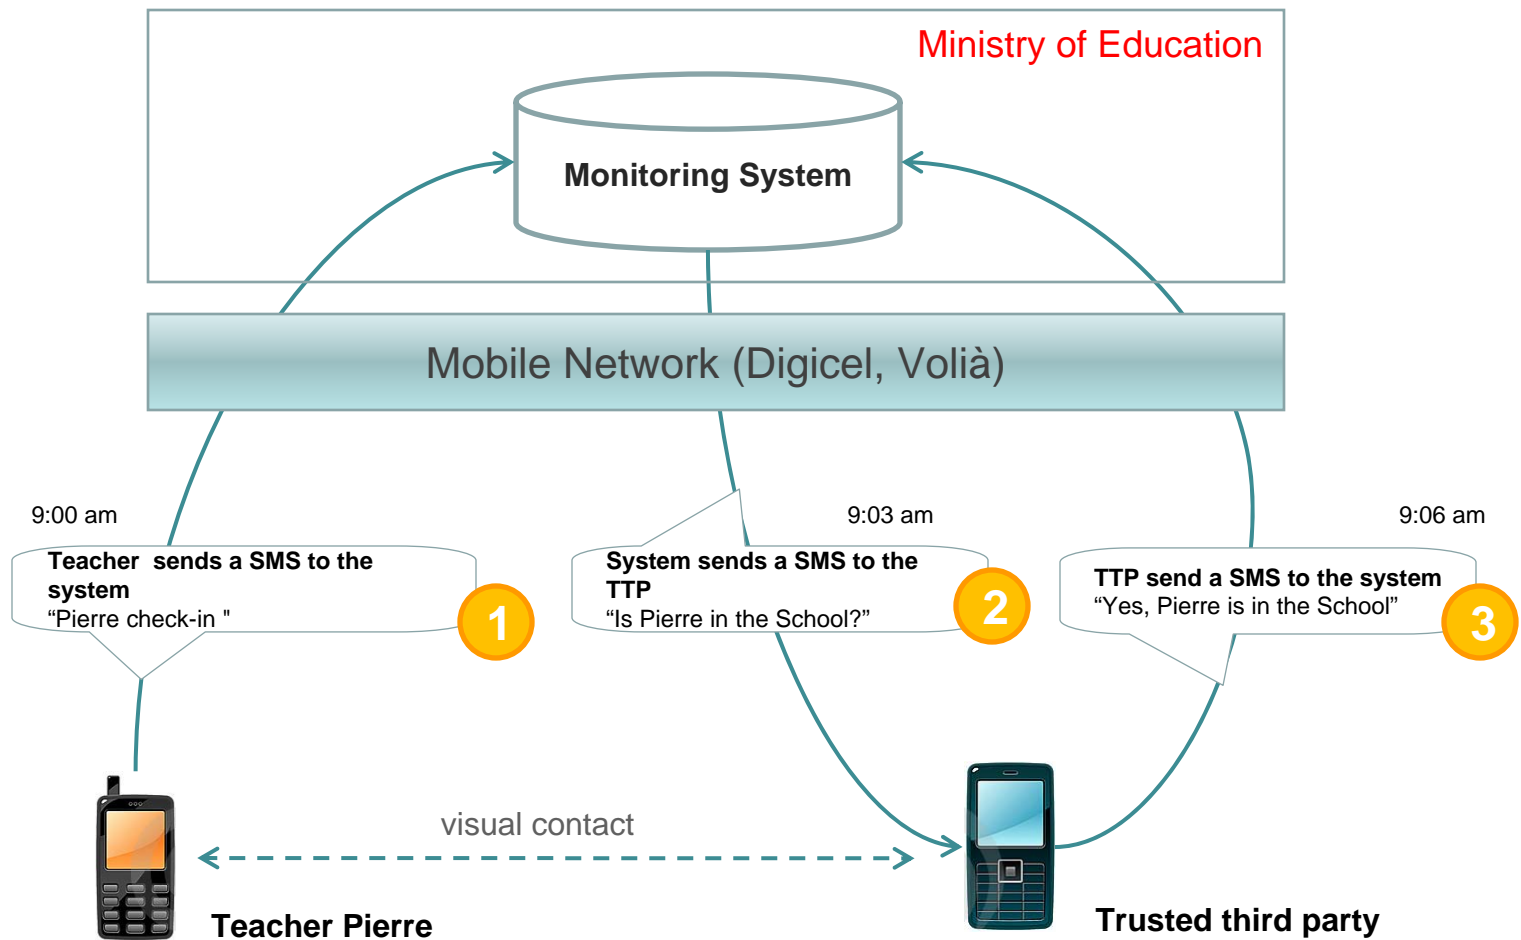 Ministry of Education
Monitoring System
Mobile Network (Digicel, Volià)
9:00 am
Teacher  sends a SMS to the
system
“Pierre check-in "
1
9:03 am
System sends a SMS to the
TTP
“Is Pierre in the School?”
2
9:06 am
TTP send a SMS to the system
“Yes, Pierre is in the School”
3
visual contact
Teacher Pierre
Trusted third party